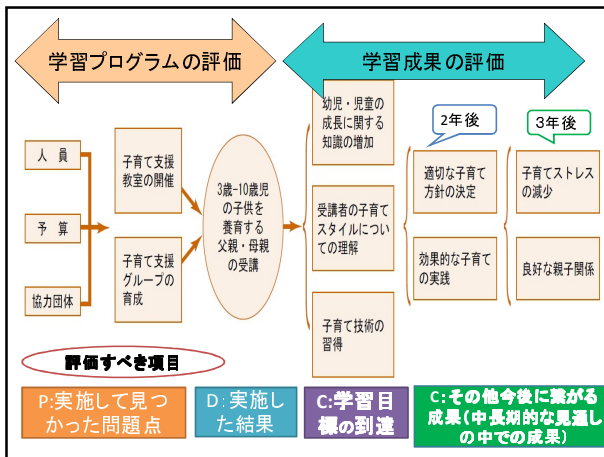 学習プログラムの評価
学習成果の評価
人員
予算
協力団体
子育て支援
教室の開催
子育て支援
グループの
育成
3歳-10歳児
の子供を
養育する
父親・母親
の受講
幼児・児童の
成長に関する
知識の増加
受講者の子育て
スタイルについ
ての理解
子育て技術の
習得
2年後
適切な子育て
方針の決定
効果的な子育て
の実践
3年後
子育てストレス
の減少
良好な親子関係
評価すべき項目
P:実施して見つ
かった問題点
D:実施し
た結果
C:学習目
標の到達
C:その他今後に繋がる
成果(中長期的な見通し
の中での成果)